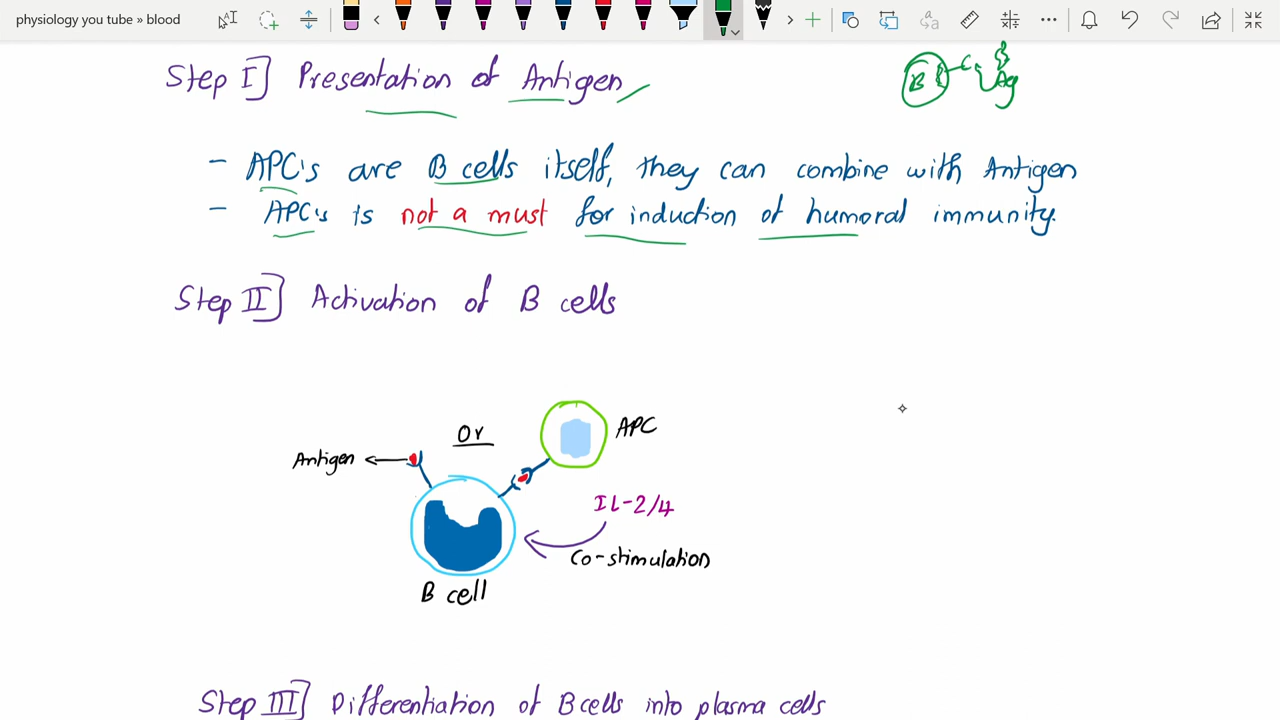 physiology you tube » blood
Step I] Presentation of Antigen
B
Ag
- APC's are B cells itself, they can combine with Antigen
- APC's is not a must for induction of humoral immunity.
Step II] Activation of B cells
Or
APC
Antigen
IL-2/4
Co-stimulation
B cell
Step III] Differentiation of B cells into plasma cells